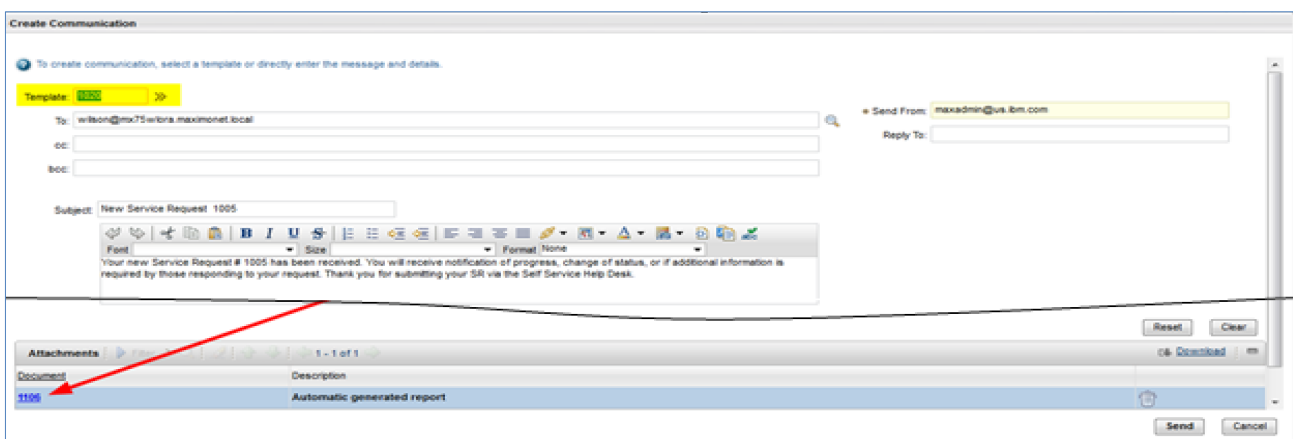 Create Communication
To create communication, select a template or directly enter the message and details.
Template:
To: wilson@mx75wlora.maximonet.local
Send From: maxadmin@us.ibm.com
cc:
Reply To:
bcc:
Subject: New Service Request 1005
B I U S
Font Size Format None
Your new Service Request # 1005 has been received. You will receive notification of progress, change of status, or if additional information is
required by those responding to your request. Thank you for submitting your SR via the Self Service Help Desk.
Reset Clear
Attachments Filter 1 - 1 of 1 Download
Document Description
1106 Automatic generated report
Send Cancel